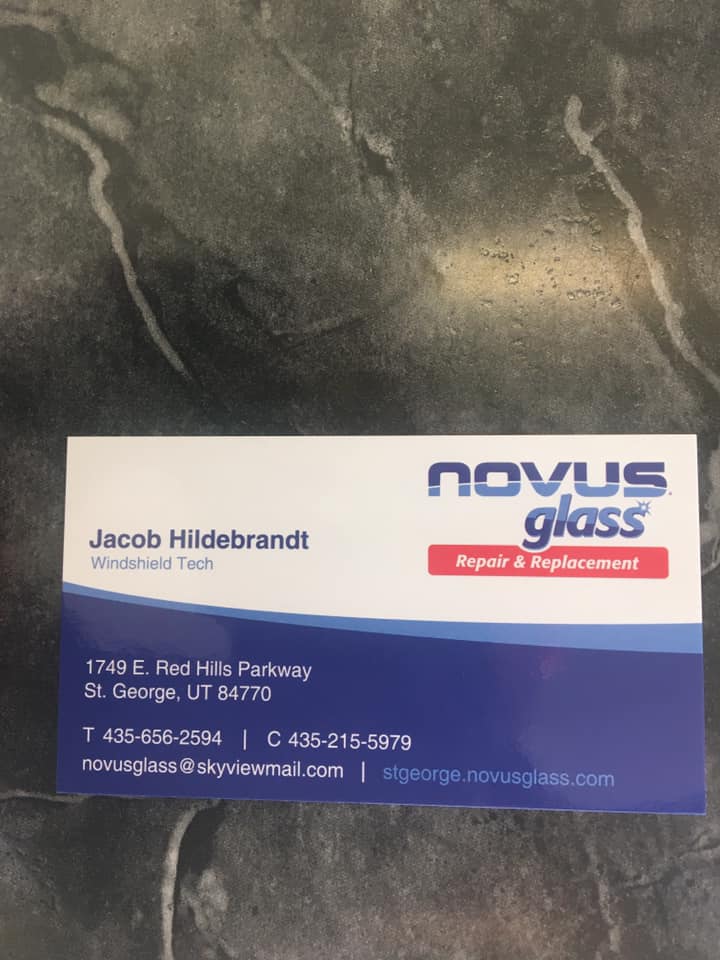 novus
glass
Repair & Replacement
Jacob Hildebrandt
Windshield Tech
1749 E. Red Hills Parkway
St. George, UT 84770
T 435-656-2594 | C 435-215-5979
novusglass@skyviewmail.com | stgeorge.novusglass.com